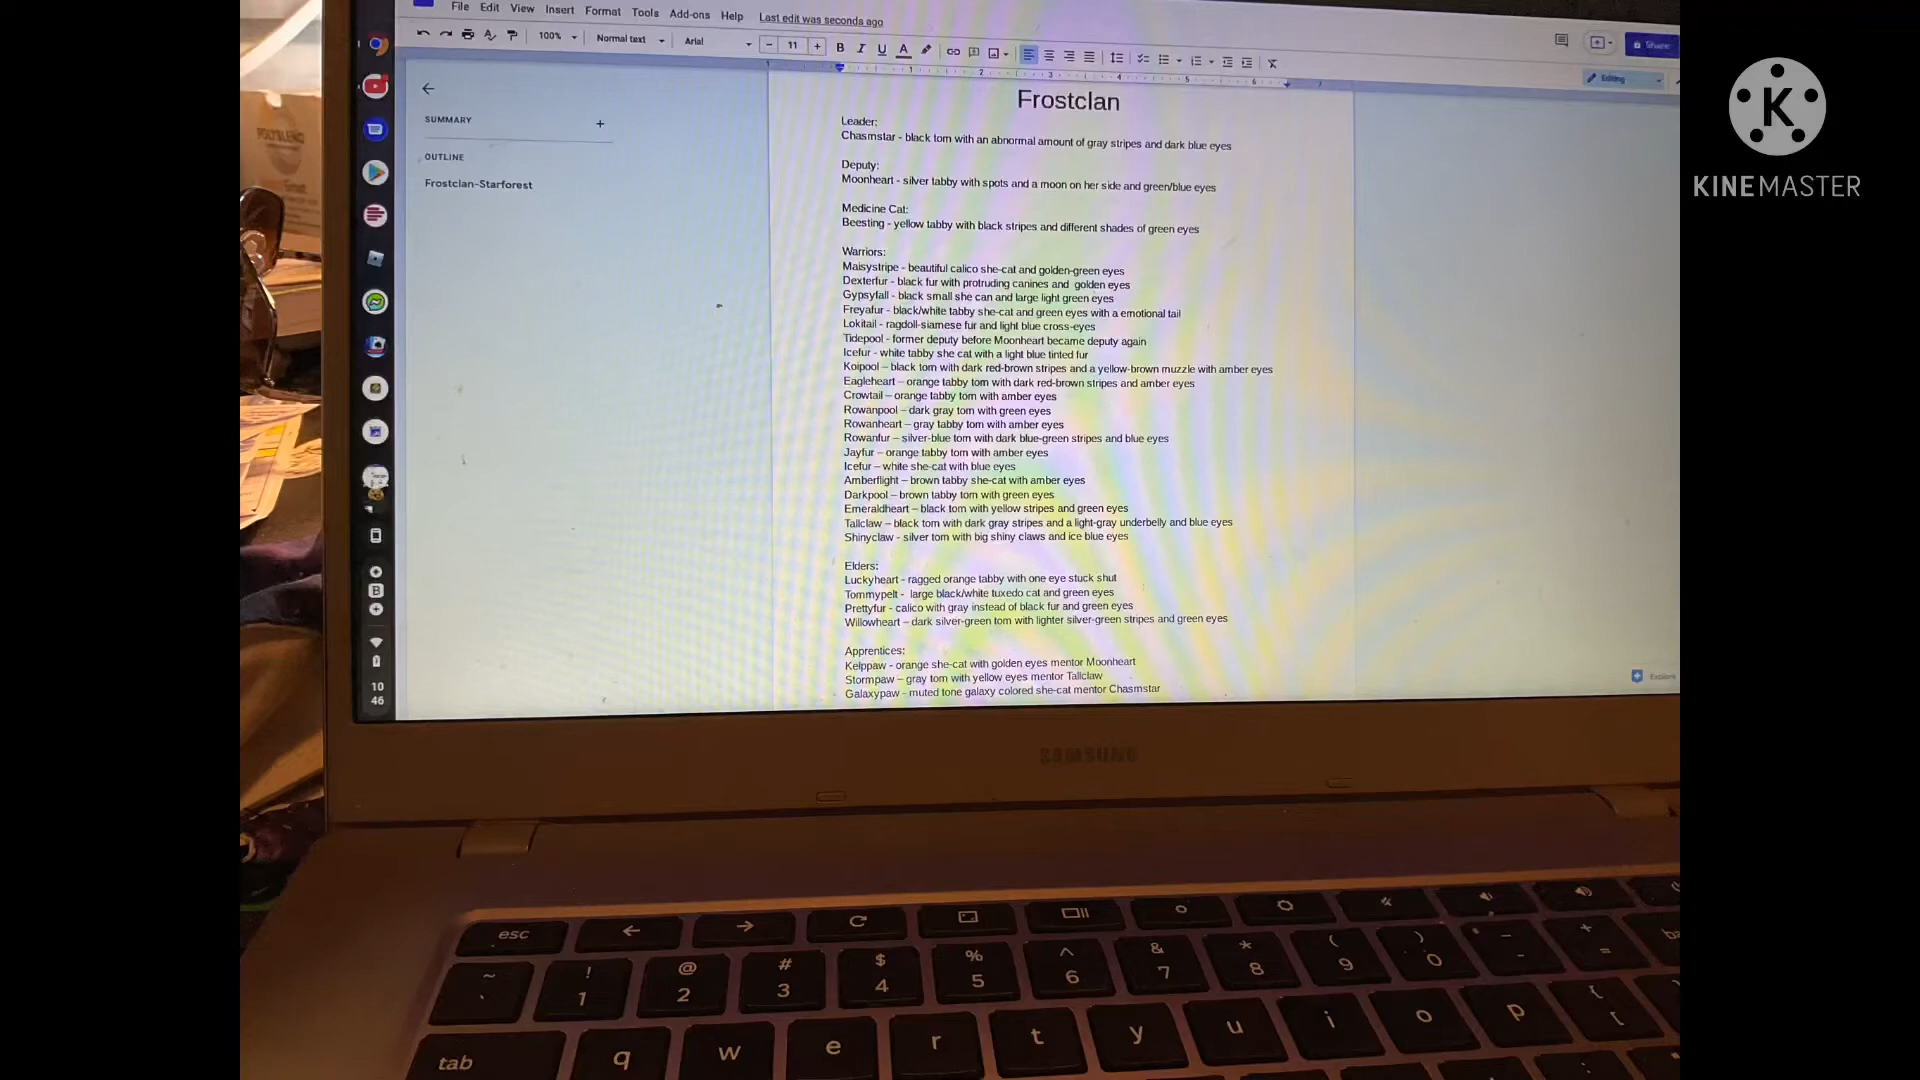 File Edit View Insert Format Tools Add-ons Help Last edit was seconds ago
100% Normal text Arial 11 B I U A Share
Editing
SUMMARY
OUTLINE
Frostclan-Starforest
Frostclan
Leader:
Chasmstar - black tom with an abnormal amount of gray stripes and dark blue eyes
Deputy:
Moonheart - silver tabby with spots and a moon on her side and green/blue eyes
Medicine Cat:
Beesting - yellow tabby with black stripes and different shades of green eyes
Warriors:
Maisystripe - beautiful calico she-cat and golden-green eyes
Dexterfur - black fur with protruding canines and golden eyes
Gypsyfall - black small she can and large light green eyes
Freyafur - black/white tabby she-cat and green eyes with a emotional tail
Lokitail - ragdoll-siamese fur and light blue cross-eyes
Tidepool - former deputy before Moonheart became deputy again
Icefur - white tabby she cat with a light blue tinted fur
Koipool – black tom with dark red-brown stripes and a yellow-brown muzzle with amber eyes
Eagleheart – orange tabby tom with dark red-brown stripes and amber eyes
Crowtail – orange tabby tom with amber eyes
Rowanpool – dark gray tom with green eyes
Rowanheart – gray tabby tom with amber eyes
Rowanfur – silver-blue tom with dark blue-green stripes and blue eyes
Jayfur – orange tabby tom with amber eyes
Icefur – white she-cat with blue eyes
Amberflight – brown tabby she-cat with amber eyes
Darkpool – brown tabby tom with green eyes
Emeraldheart – black tom with yellow stripes and green eyes
Tallclaw – black tom with dark gray stripes and a light-gray underbelly and blue eyes
Shinyclaw - silver tom with big shiny claws and ice blue eyes
Elders:
Luckyheart - ragged orange tabby with one eye stuck shut
Tommypelt - large black/white tuxedo cat and green eyes
Prettyfur - calico with gray instead of black fur and green eyes
Willowheart – dark silver-green tom with lighter silver-green stripes and green eyes
Apprentices:
Kelppaw - orange she-cat with golden eyes mentor Moonheart
Stormpaw – gray tom with yellow eyes mentor Tallclaw
Galaxypaw - muted tone galaxy colored she-cat mentor Chasmstar
Explore
10
46
SAMSUNG
K
KINEMASTER
esc
~ ! @ # $ % ^ & * ( ) _ +
` 1 2 3 4 5 6 7 8 9 0 - =
tab q w e r t y u i o p [